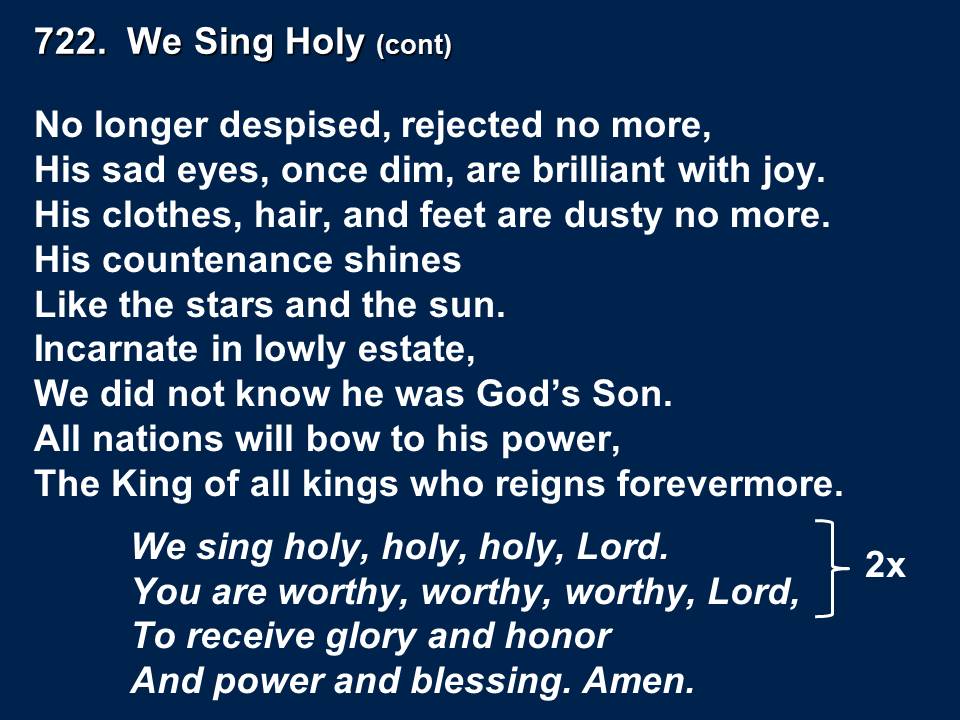 722. We Sing Holy (cont)
No longer despised, rejected no more,
His sad eyes, once dim, are brilliant with joy.
His clothes, hair, and feet are dusty no more.
His countenance shines
Like the stars and the sun.
Incarnate in lowly estate,
We did not know he was God’s Son.
All nations will bow to his power,
The King of all kings who reigns forevermore.
We sing holy, holy, holy, Lord.
You are worthy, worthy, worthy, Lord,
2x
To receive glory and honor
And power and blessing. Amen.